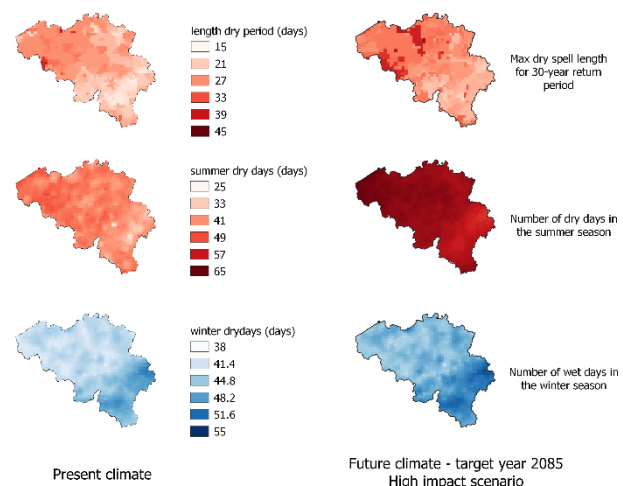 length dry period (days)
15
21
27
33
39
45
Max dry spell length
for 30-year return
period
summer dry days (days)
25
33
41
49
57
65
Number of dry days in
the summer season
winter drydays (days)
38
41.4
44.8
48.2
51.6
55
Number of wet days in
the winter season
Present climate
Future climate - target year 2085
High impact scenario